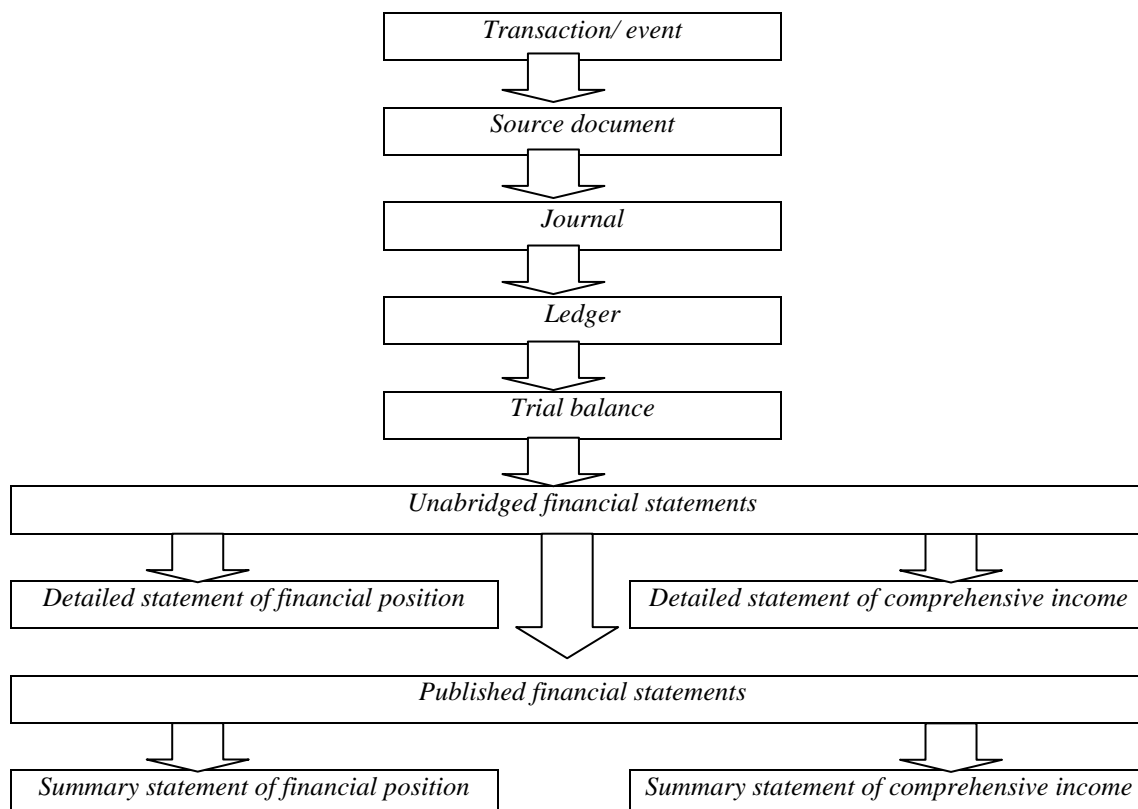 Transaction/ event
Source document
Journal
Ledger
Trial balance
Unabridged financial statements
Detailed statement of financial position
Detailed statement of comprehensive income
Published financial statements
Summary statement of financial position
Summary statement of comprehensive income